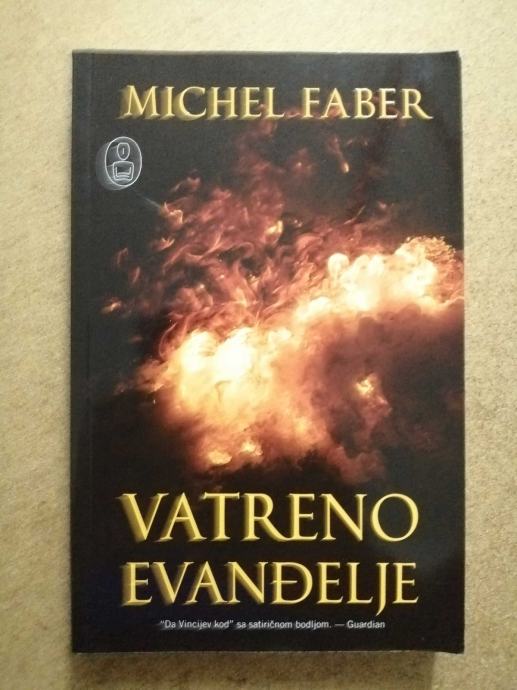 MICHEL FABER
VATRENO
EVANĐELJE
"Da Vincijev kod" sa satiričnom bodljom. — Guardian